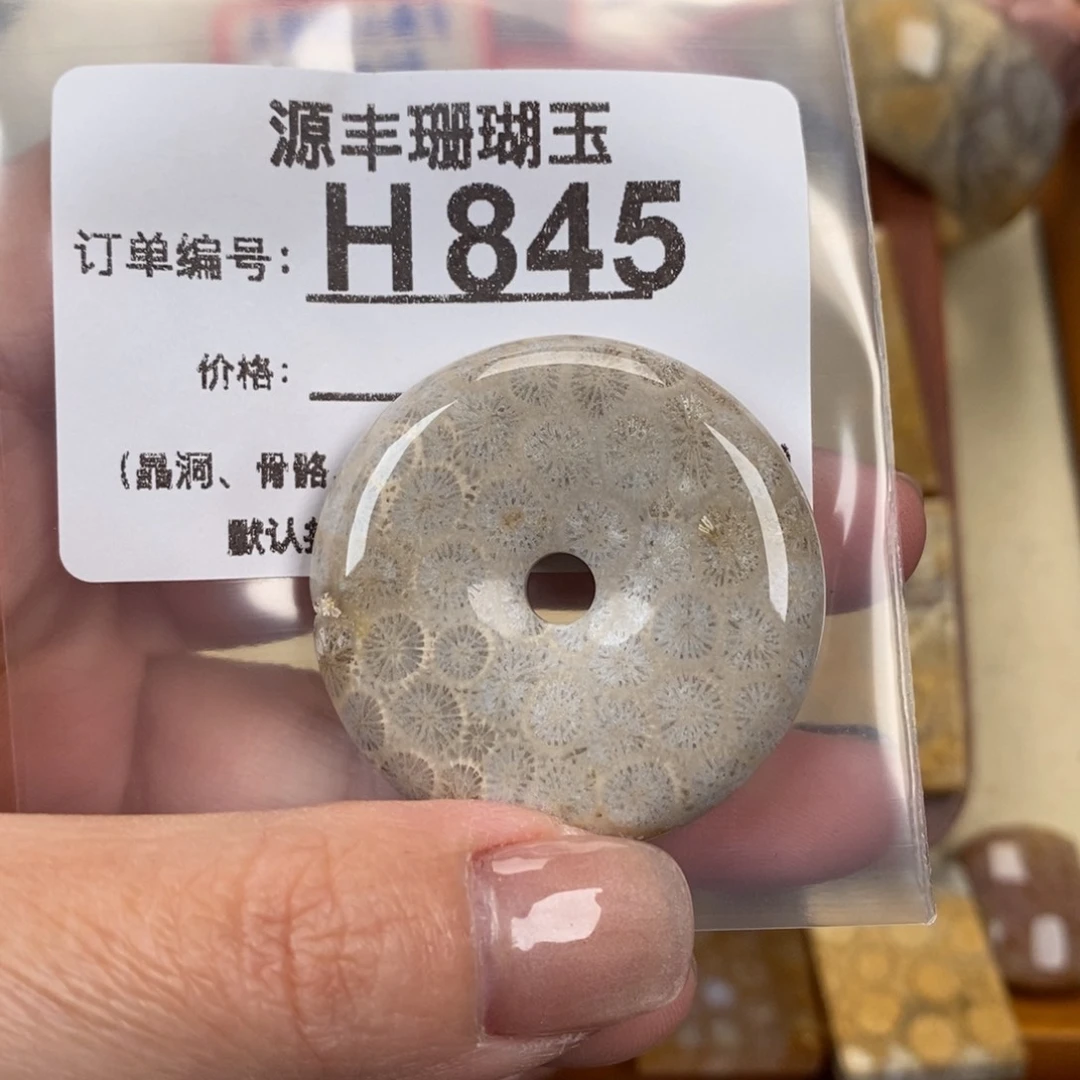 源丰珊瑚玉
订单编号: H845
价格:
(晶洞、骨骼
默认